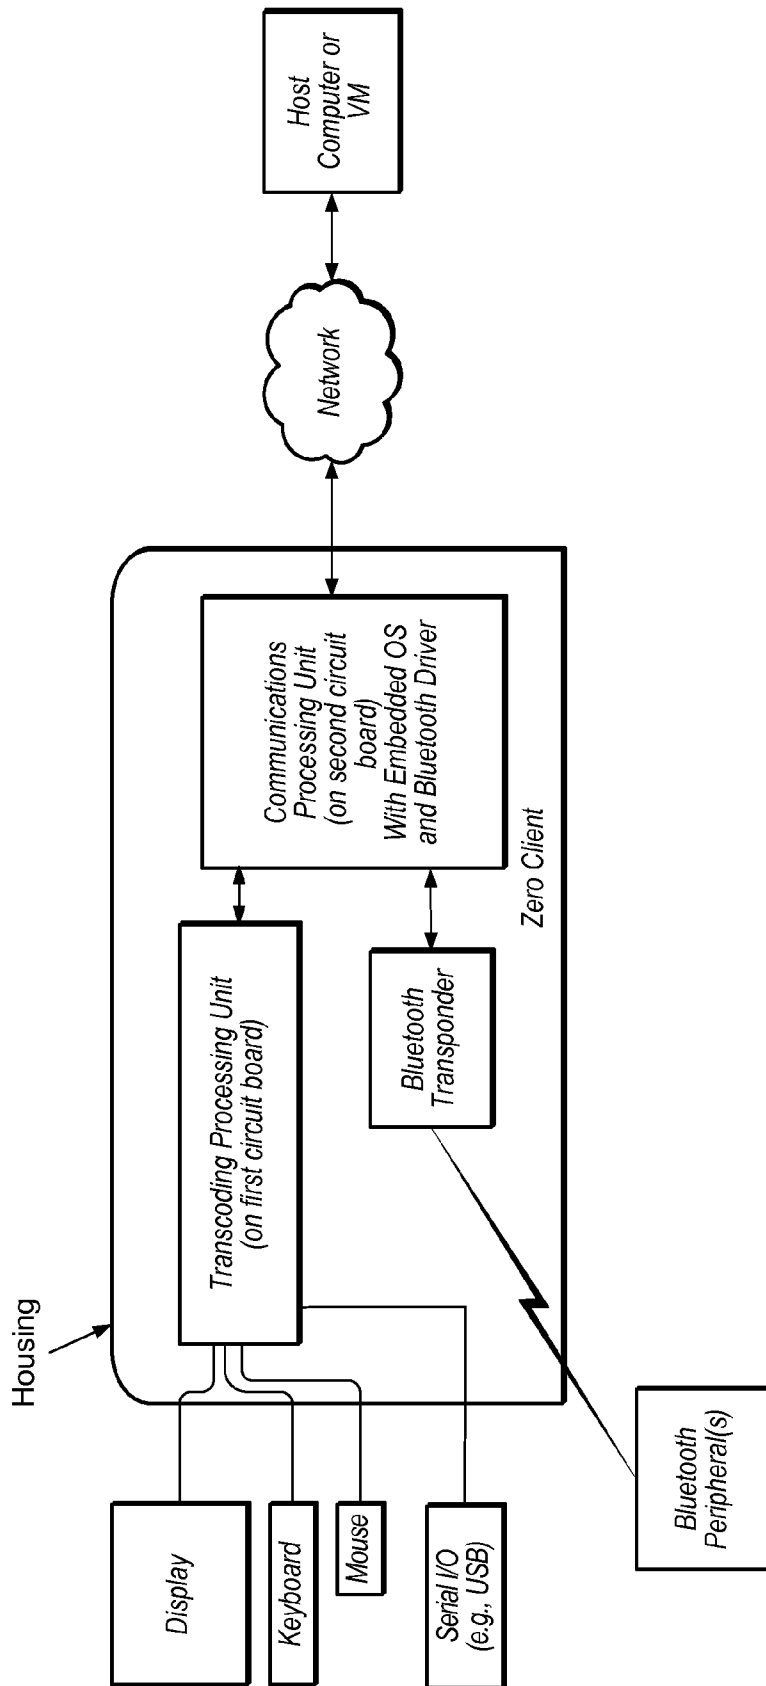 Housing
Display
Keyboard
Mouse
Serial I/O
(e.g., USB)
Bluetooth
Peripheral(s)
Transcoding Processing Unit
(on first circuit board)
Bluetooth
Transponder
Communications
Processing Unit
(on second circuit
board)
With Embedded OS
and Bluetooth Driver
Zero Client
Network
Host
Computer or
VM